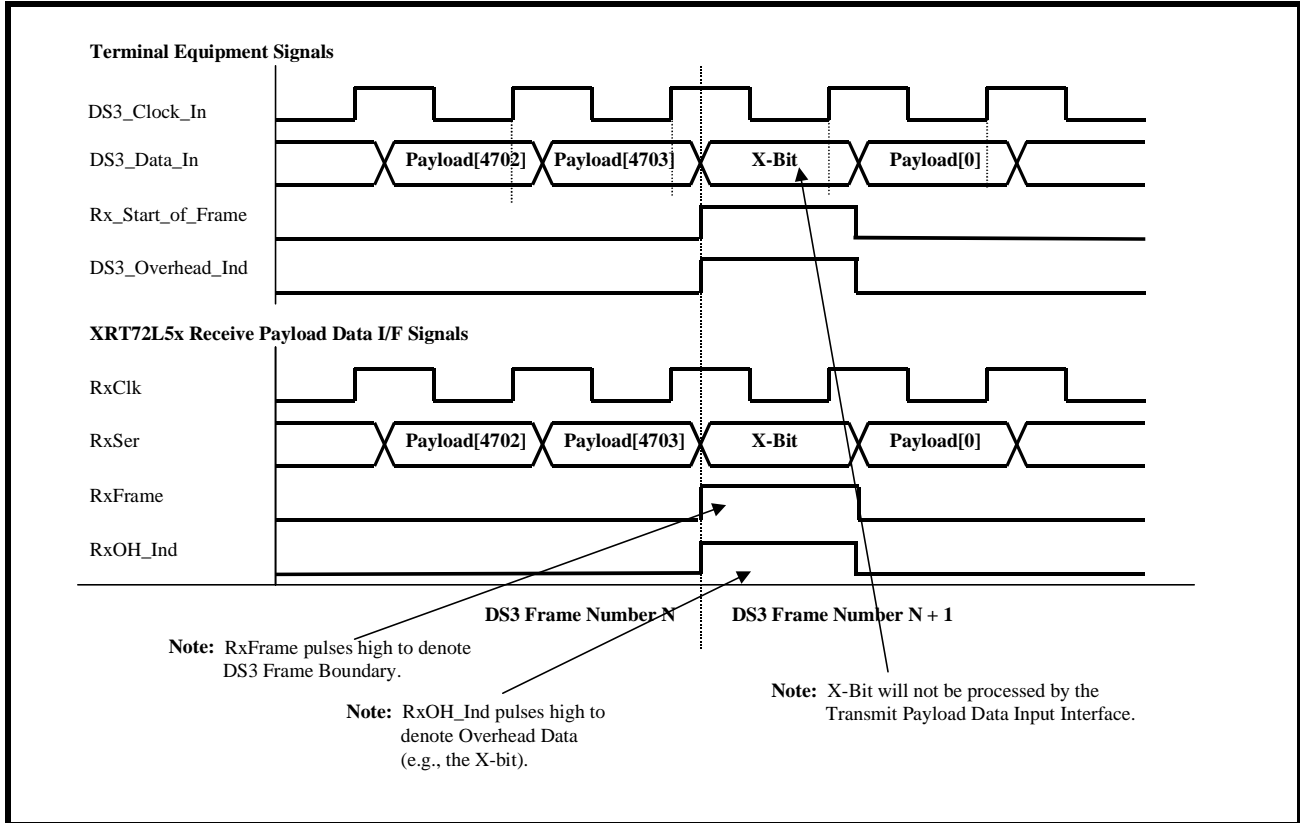 Terminal Equipment Signals
DS3_Clock_In
DS3_Data_In
Payload[4702]
Payload[4703]
X-Bit
Payload[0]
Rx_Start_of_Frame
DS3_Overhead_Ind
XRT72L5x Receive Payload Data I/F Signals
RxClk
RxSer
Payload[4702]
Payload[4703]
X-Bit
Payload[0]
RxFrame
RxOH_Ind
DS3 Frame Number N
DS3 Frame Number N + 1
Note: RxFrame pulses high to denote
DS3 Frame Boundary.
Note: RxOH_Ind pulses high to
denote Overhead Data
(e.g., the X-bit).
Note: X-Bit will not be processed by the
Transmit Payload Data Input Interface.